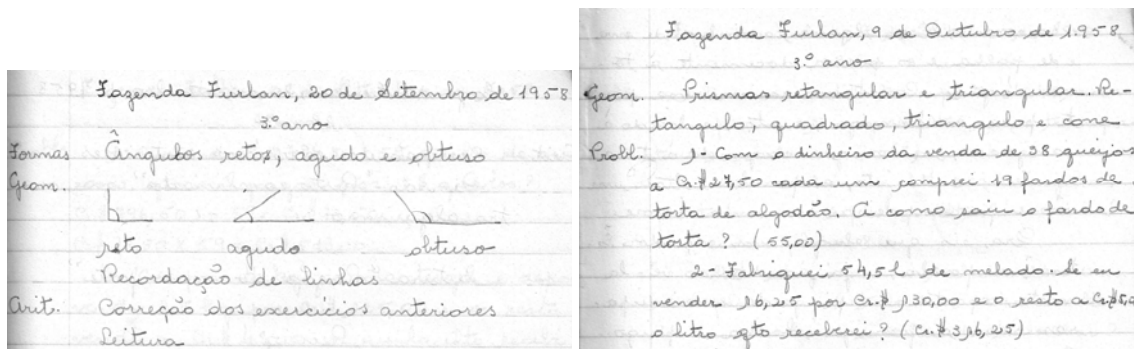 Fazenda Furlan, 20 de Setembro de 1958
3.º ano
Formas Ângulos retos, agudo e obtuso
Geom.
reto agudo obtuso
Recordação de linhas
Arit. Correção dos exercicios anteriores
Leitura
Fazenda Furlan, 9 de Outubro de 1.958
3.º ano
Geom. Prismas retangular e triangular. Re-
tangulo, quadrado, triangulo e cone
Probl. 1- Com o dinheiro da venda de 38 queijos
a Cr.$27,50 cada um comprei 19 fardos de
torta de algodão. A como saiu o fardo de
torta? (55,00)
2- Fabriquei 54,5 l de melado. Se eu
vender 16,25 por Cr.$ 130,00 e o resto a Cr.$
o litro qto receberei? (Cr.$316,25)